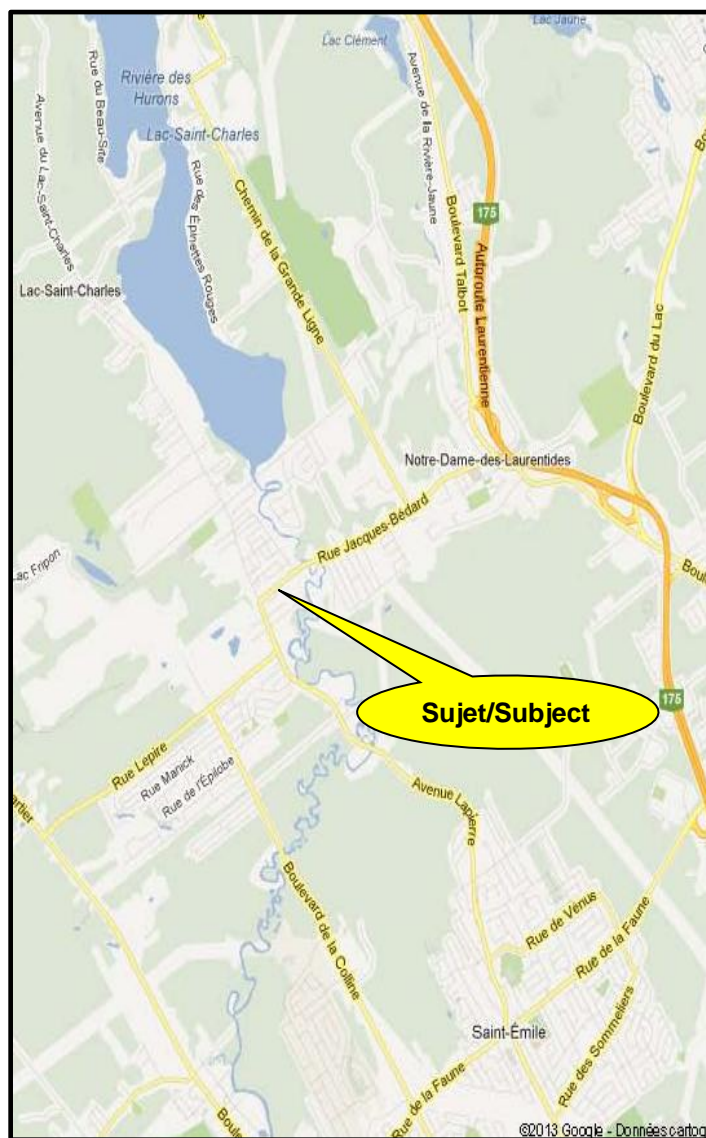 Lac Clément
Lac Jaune
Rue du Beau-Site
Avenue du Lac-Saint-Charles
Rivière des
Hurons
Lac-Saint-Charles
Rue des Épinettes Rouges
Chemin de la Grande Ligne
Avenue de la Rivière-Jaune
Boulevard Talbot
175
Autoroute Laurentienne
Boulevard du Lac
Lac-Saint-Charles
Notre-Dame-des-Laurentides
Rue Jacques-Bédard
Lac Fripon
Boule
Sujet/Subject
175
Rue Lepire
Rue Manick
Rue de l'Épilobe
artier
Avenue Lapierre
Boulevard de la Colline
Rue de Vénus
Rue de la Faune
Saint-Émile
Rue des Sommeliers
Rue de la Faune
Boule
©2013 Google - Données cartog